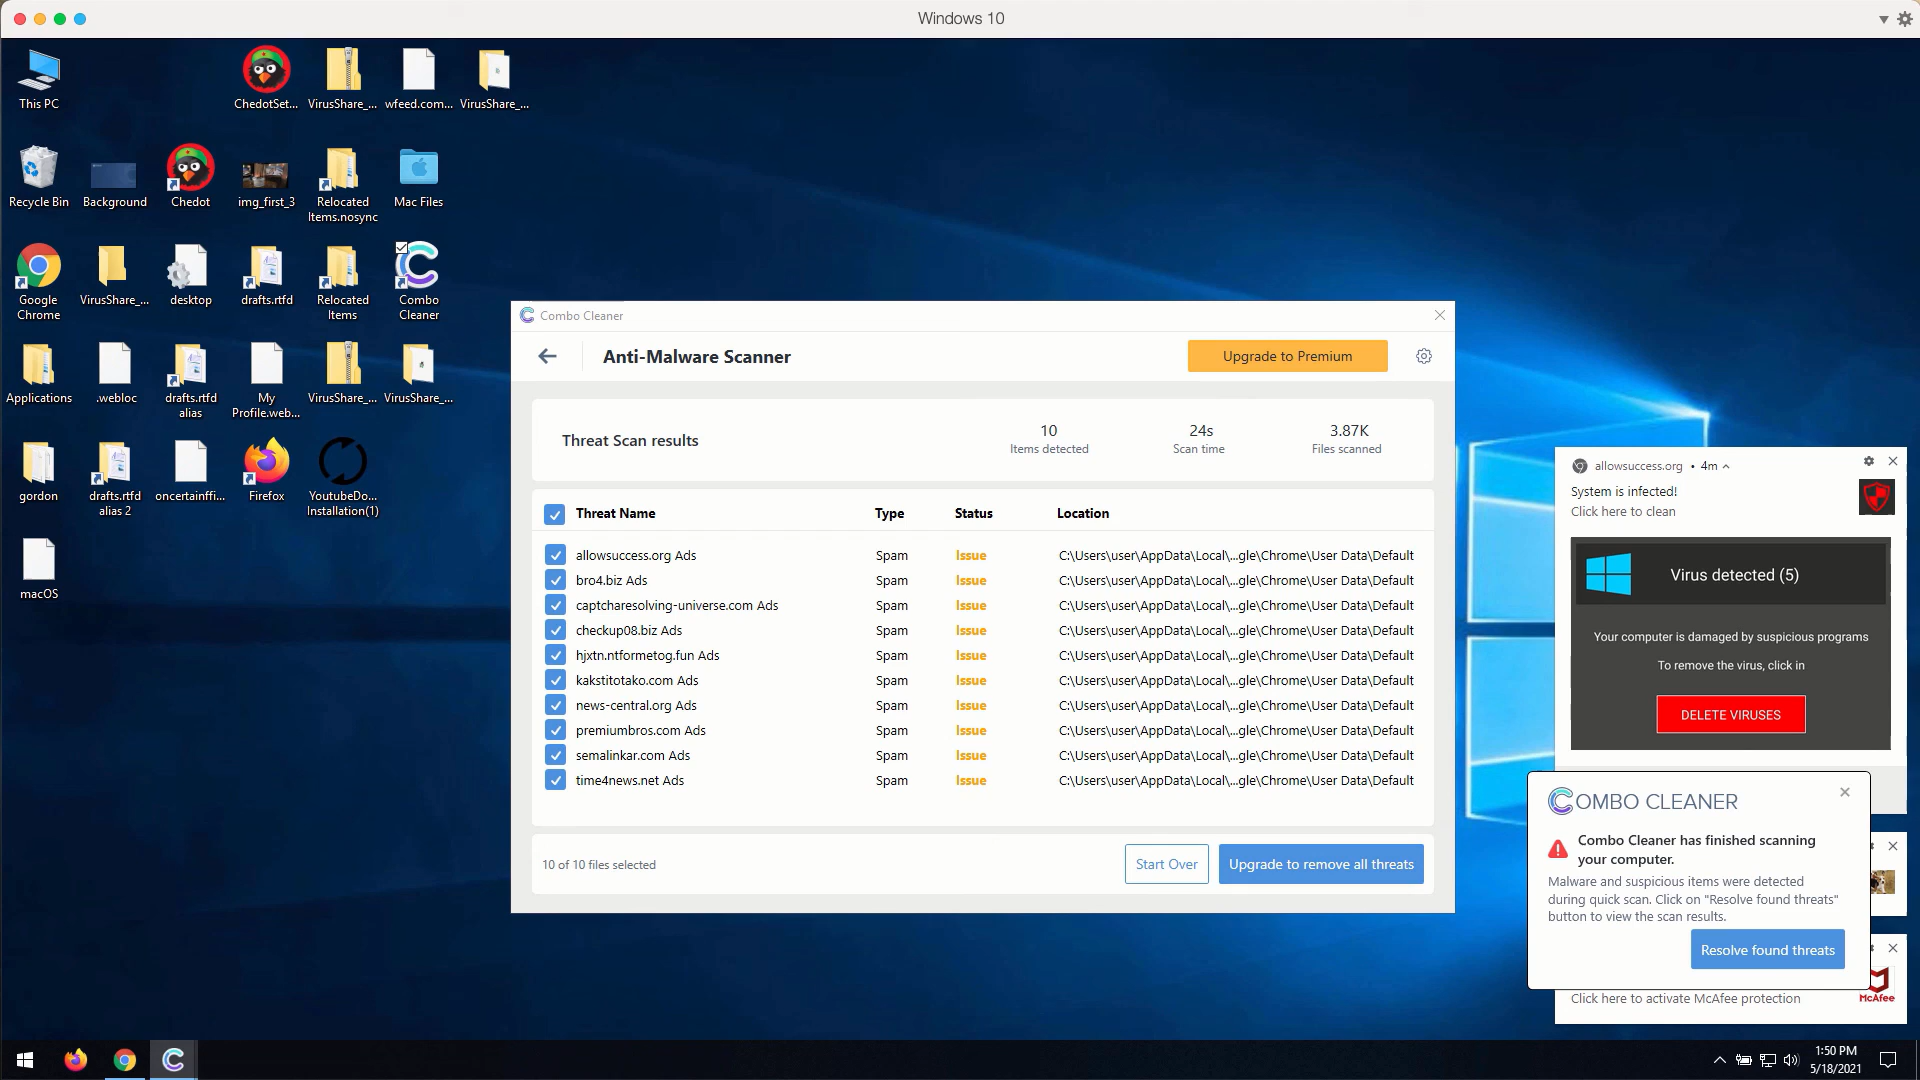 Windows 10
This PC
ChedotSet...
VirusShare_...
wfeed.com...
VirusShare_...
Recycle Bin
Background
Chedot
img_first_3
Relocated
Items.nosync
Mac Files
Google
Chrome
VirusShare_...
desktop
drafts.rtfd
Relocated
Items
Combo
Cleaner
Applications
.webloc
drafts.rtfd
alias
My
Profile.web...
VirusShare_...
VirusShare_...
gordon
drafts.rtfd
alias 2
oncertainffi...
Firefox
YoutubeDo...
Installation(1)
macOS
Combo Cleaner
Anti-Malware Scanner
Upgrade to Premium
Threat Scan results
10
Items detected
24s
Scan time
3.87K
Files scanned
Threat Name Type Status Location
allowsuccess.org Ads Spam Issue C:\Users\user\AppData\Local\...gle\Chrome\User Data\Default
bro4.biz Ads Spam Issue C:\Users\user\AppData\Local\...gle\Chrome\User Data\Default
captcharesolving-universe.com Ads Spam Issue C:\Users\user\AppData\Local\...gle\Chrome\User Data\Default
checkup08.biz Ads Spam Issue C:\Users\user\AppData\Local\...gle\Chrome\User Data\Default
hjxtn.ntformetog.fun Ads Spam Issue C:\Users\user\AppData\Local\...gle\Chrome\User Data\Default
kakstitotako.com Ads Spam Issue C:\Users\user\AppData\Local\...gle\Chrome\User Data\Default
news-central.org Ads Spam Issue C:\Users\user\AppData\Local\...gle\Chrome\User Data\Default
premiumbros.com Ads Spam Issue C:\Users\user\AppData\Local\...gle\Chrome\User Data\Default
semalinkar.com Ads Spam Issue C:\Users\user\AppData\Local\...gle\Chrome\User Data\Default
time4news.net Ads Spam Issue C:\Users\user\AppData\Local\...gle\Chrome\User Data\Default
10 of 10 files selected
Start Over
Upgrade to remove all threats
allowsuccess.org • 4m
System is infected!
Click here to clean
Virus detected (5)
Your computer is damaged by suspicious programs
To remove the virus, click in
DELETE VIRUSES
COMBO CLEANER
Combo Cleaner has finished scanning
your computer.
Malware and suspicious items were detected
during quick scan. Click on "Resolve found threats"
button to view the scan results.
Resolve found threats
Click here to activate McAfee protection
McAfee
1:50 PM
5/18/2021